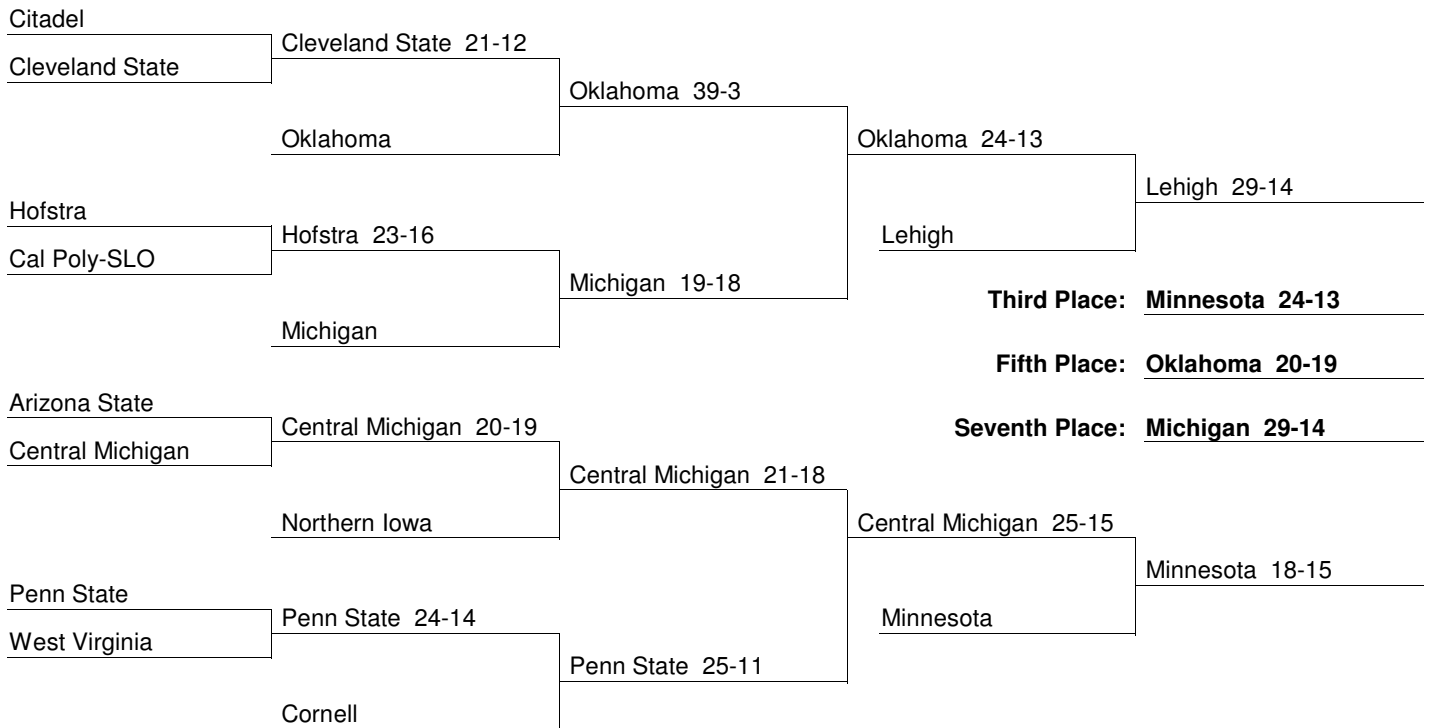 Citadel
Cleveland State 21-12
Cleveland State
Oklahoma 39-3
Oklahoma
Oklahoma 24-13
Lehigh 29-14
Hofstra
Hofstra 23-16
Lehigh
Cal Poly-SLO
Michigan 19-18
Third Place: Minnesota 24-13
Michigan
Fifth Place: Oklahoma 20-19
Arizona State
Central Michigan 20-19
Seventh Place: Michigan 29-14
Central Michigan
Central Michigan 21-18
Northern Iowa
Central Michigan 25-15
Minnesota 18-15
Penn State
Penn State 24-14
Minnesota
West Virginia
Penn State 25-11
Cornell